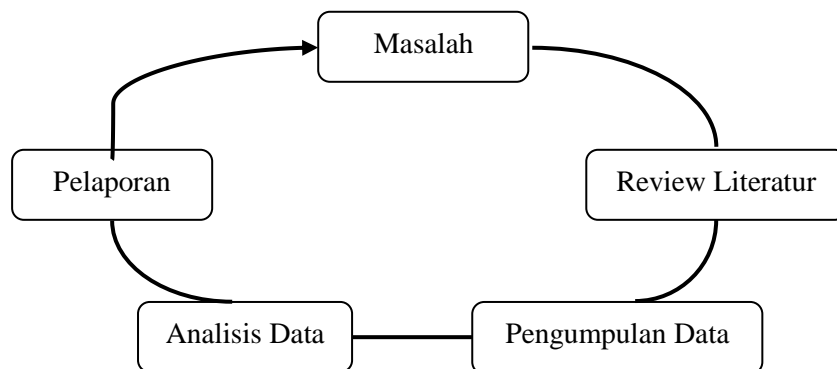 Masalah
Pelaporan
Review Literatur
Analisis Data
Pengumpulan Data